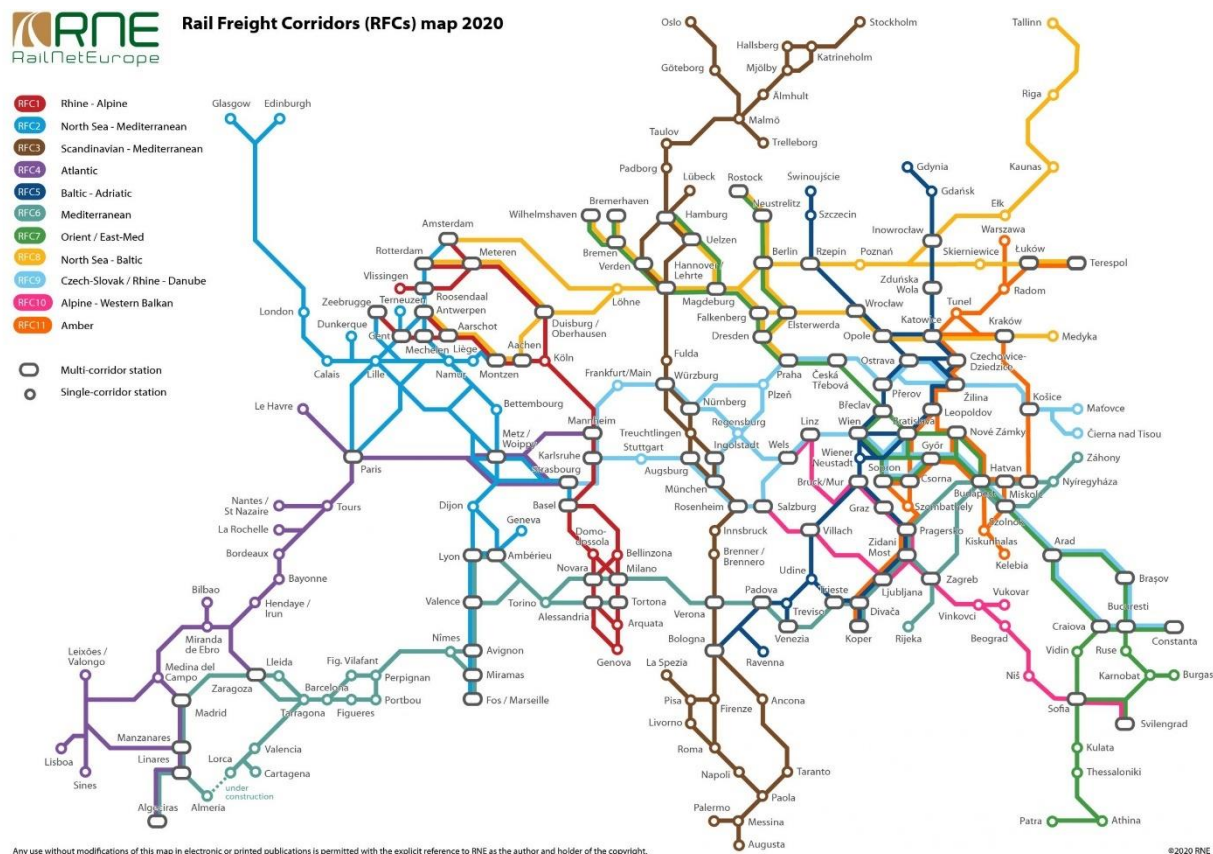 RNE
RailNetEurope
Rail Freight Corridors (RFCs) map 2020
RFC1 Rhine - Alpine
RFC2 North Sea - Mediterranean
RFC3 Scandinavian - Mediterranean
RFC4 Atlantic
RFC5 Baltic - Adriatic
RFC6 Mediterranean
RFC7 Orient / East-Med
RFC8 North Sea - Baltic
RFC9 Czech-Slovak / Rhine - Danube
RFC10 Alpine - Western Balkan
RFC11 Amber
Multi-corridor station
Single-corridor station
Oslo
Stockholm
Tallinn
Hallsberg
Katrineholm
Göteborg
Mjölby
Älmhult
Riga
Glasgow
Edinburgh
Malmö
Taulov
Trelleborg
Padborg
Gdynia
Kaunas
Lübeck
Rostock
Świnoujście
Gdańsk
Wilhelmshaven
Bremerhaven
Neustrelitz
Hamburg
Szczecin
Ełk
Amsterdam
Uelzen
Inowrocław
Warszawa
Bremen
Rotterdam
Meteren
Verden
Hannover /
Lehrte
Berlin
Rzepin
Poznań
Skierniewice
Łuków
Terespol
Vlissingen
Zduńska
Wola
Zeebrugge
Terneuzen
Roosendaal
Löhne
Magdeburg
Radom
London
Dunkerque
Antwerpen
Falkenberg
Wrocław
Tunel
Gent
Aarschot
Duisburg /
Oberhausen
Elsterwerda
Katowice
Kraków
Mechelen
Liège
Aachen
Dresden
Opole
Medyka
Calais
Lille
Namur
Montzen
Köln
Fulda
Praha
Česká
Třebová
Ostrava
Czechowice-
Dziedzice
Frankfurt/Main
Würzburg
Plzeň
Přerov
Žilina
Košice
Le Havre
Bettembourg
Nürnberg
Břeclav
Leopoldov
Maťovce
Mannheim
Regensburg
Linz
Wien
Bratislava
Nové Zámky
Čierna nad Tisou
Metz /
Woippy
Treuchtlingen
Stuttgart
Ingolstadt
Wels
Győr
Paris
Karlsruhe
Wiener
Neustadt
Záhony
Strasbourg
Augsburg
Sopron
Csorna
Hatvan
Nantes /
St Nazaire
Tours
Dijon
Basel
München
Bruck/Mur
Budapest
Miskolc
Nyíregyháza
Rosenheim
Salzburg
Graz
Szombathely
Szolnok
La Rochelle
Geneva
Domo-
dossola
Innsbruck
Villach
Pragersko
Kiskunhalas
Bordeaux
Lyon
Ambérieu
Bellinzona
Brenner /
Brennero
Zidani
Most
Kelebia
Arad
Bayonne
Novara
Milano
Udine
Brașov
Bilbao
Valence
Torino
Tortona
Verona
Padova
Trieste
Ljubljana
Zagreb
Vukovar
Hendaye /
Irun
Alessandria
Treviso
Divača
Vinkovci
Bucuresti
Miranda
de Ebro
Arquata
Venezia
Koper
Rijeka
Beograd
Craiova
Constanta
Leixões /
Valongo
Nîmes
Avignon
Bologna
Ravenna
Vidin
Ruse
Medina del
Campo
Lleida
Fig. Vilafant
Genova
La Spezia
Zaragoza
Perpignan
Miramas
Niš
Karnobat
Burgas
Madrid
Barcelona
Tarragona
Figueres
Portbou
Fos / Marseille
Pisa
Firenze
Ancona
Sofia
Svilengrad
Manzanares
Livorno
Lisboa
Linares
Valencia
Roma
Kulata
Sines
Lorca
Cartagena
Napoli
Taranto
Thessaloniki
under
construction
Algeciras
Almería
Palermo
Paola
Messina
Patra
Athina
Augusta
Any use without modifications of this map in electronic or printed publications is permitted with the explicit reference to RNE as the author and holder of the copyright.
©2020 RNE